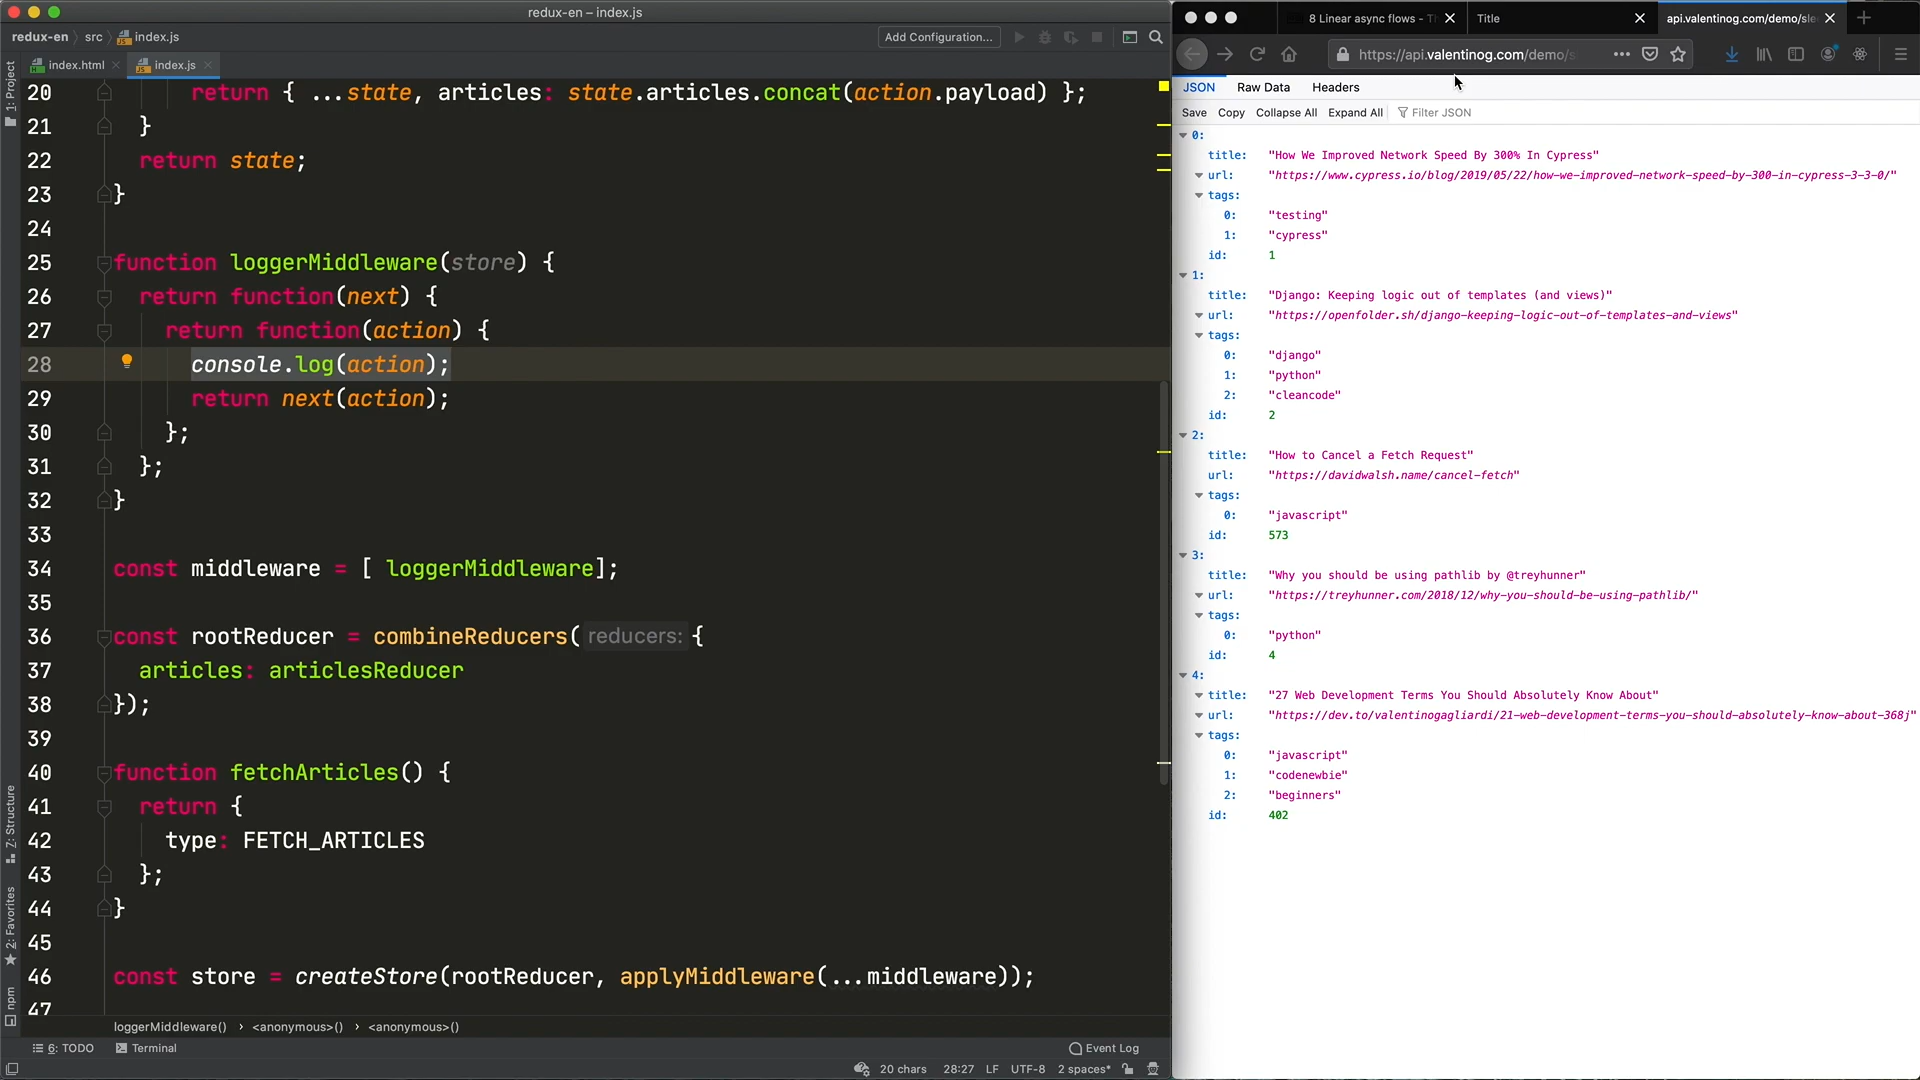 redux-en – index.js
redux-en
src
index.js
Add Configuration...
index.html
index.js
1: Project
20 return { ...state, articles: state.articles.concat(action.payload) };
21 }
22 return state;
23 }
24
25 function loggerMiddleware(store) {
26 return function(next) {
27 return function(action) {
28 console.log(action);
29 return next(action);
30 };
31 };
32 }
33
34 const middleware = [ loggerMiddleware];
35
36 const rootReducer = combineReducers( reducers: {
37 articles: articlesReducer
38 });
39
40 function fetchArticles() {
41 return {
42 type: FETCH_ARTICLES
43 };
44 }
45
46 const store = createStore(rootReducer, applyMiddleware(...middleware));
47
Z: Structure
2: Favorites
npm
loggerMiddleware() › <anonymous>() › <anonymous>()
6: TODO
Terminal
Event Log
20 chars
28:27
LF
UTF-8
2 spaces*
8 Linear async flows - Th
Title
api.valentinog.com/demo/sle
https://api.valentinog.com/demo/s
JSON
Raw Data
Headers
Save
Copy
Collapse All
Expand All
Filter JSON
0:
title: "How We Improved Network Speed By 300% In Cypress"
url: "https://www.cypress.io/blog/2019/05/22/how-we-improved-network-speed-by-300-in-cypress-3-3-0/"
tags:
0: "testing"
1: "cypress"
id: 1
1:
title: "Django: Keeping logic out of templates (and views)"
url: "https://openfolder.sh/django-keeping-logic-out-of-templates-and-views"
tags:
0: "django"
1: "python"
2: "cleancode"
id: 2
2:
title: "How to Cancel a Fetch Request"
url: "https://davidwalsh.name/cancel-fetch"
tags:
0: "javascript"
id: 573
3:
title: "Why you should be using pathlib by @treyhunner"
url: "https://treyhunner.com/2018/12/why-you-should-be-using-pathlib/"
tags:
0: "python"
id: 4
4:
title: "27 Web Development Terms You Should Absolutely Know About"
url: "https://dev.to/valentinogagliardi/21-web-development-terms-you-should-absolutely-know-about-368j"
tags:
0: "javascript"
1: "codenewbie"
2: "beginners"
id: 402